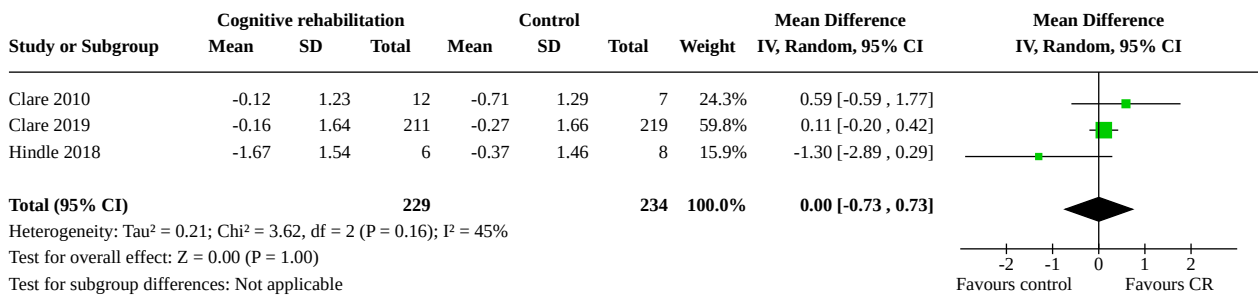 Cognitive rehabilitation Control Mean Difference Mean Difference
Study or Subgroup Mean SD Total Mean SD Total Weight IV, Random, 95% CI IV, Random, 95% CI
Clare 2010 -0.12 1.23 12 -0.71 1.29 7 24.3% 0.59 [-0.59 , 1.77]
Clare 2019 -0.16 1.64 211 -0.27 1.66 219 59.8% 0.11 [-0.20 , 0.42]
Hindle 2018 -1.67 1.54 6 -0.37 1.46 8 15.9% -1.30 [-2.89 , 0.29]
Total (95% CI) 229 234 100.0% 0.00 [-0.73 , 0.73]
Heterogeneity: Tau² = 0.21; Chi² = 3.62, df = 2 (P = 0.16); I² = 45%
Test for overall effect: Z = 0.00 (P = 1.00)
-2 -1 0 1 2
Test for subgroup differences: Not applicable Favours control Favours CR